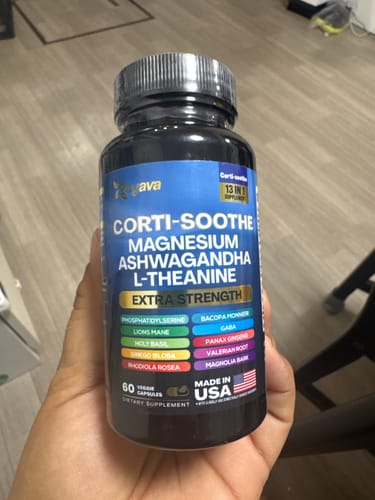 Corti-soothe
13 IN 1
SUPPLEMENT
CORTI-SOOTHE
MAGNESIUM
ASHWAGANDHA
L-THEANINE
EXTRA STRENGTH
PHOSPHATIDYLSERINE
BACOPA MONNIERI
LIONS MANE
GABA
HOLY BASIL
PANAX GINSENG
GINKGO BILOBA
VALERIAN ROOT
RHODIOLA ROSEA
MAGNOLIA BARK
60 VEGGIE
CAPSULES
DIETARY SUPPLEMENT
MADE IN
USA